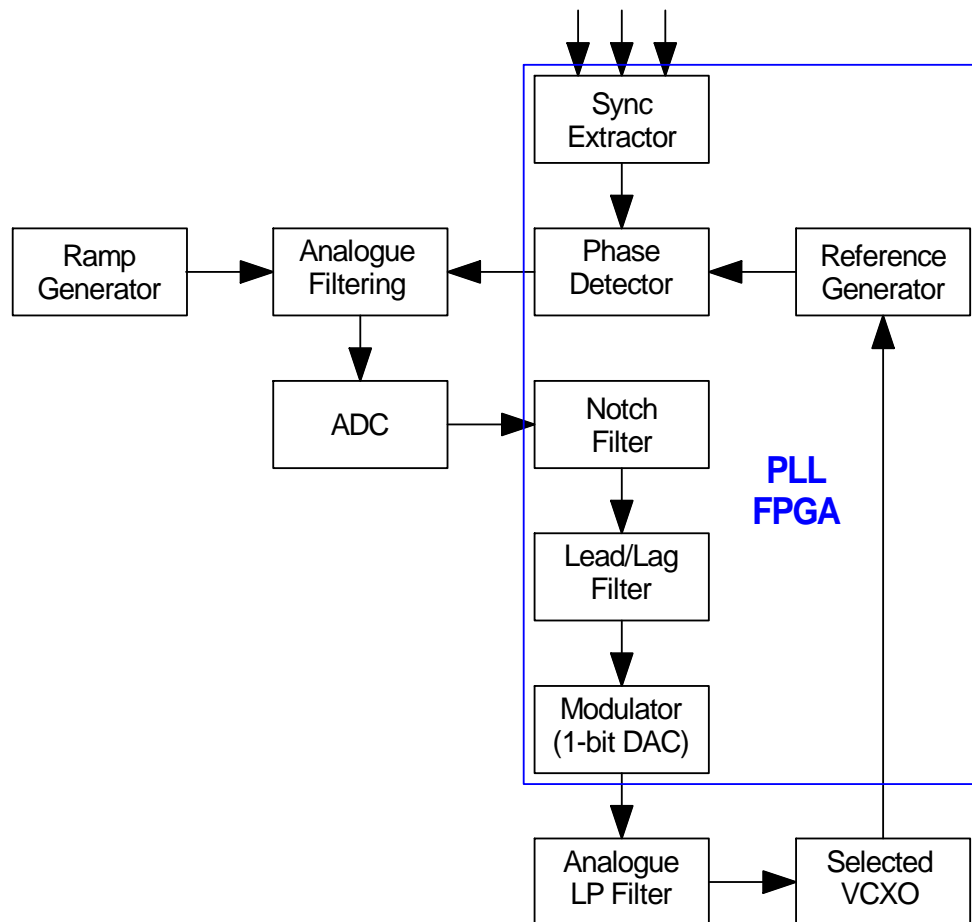 Sync
Extractor
Ramp
Generator
Analogue
Filtering
Phase
Detector
Reference
Generator
ADC
Notch
Filter
PLL
FPGA
Lead/Lag
Filter
Modulator
(1-bit DAC)
Analogue
LP Filter
Selected
VCXO